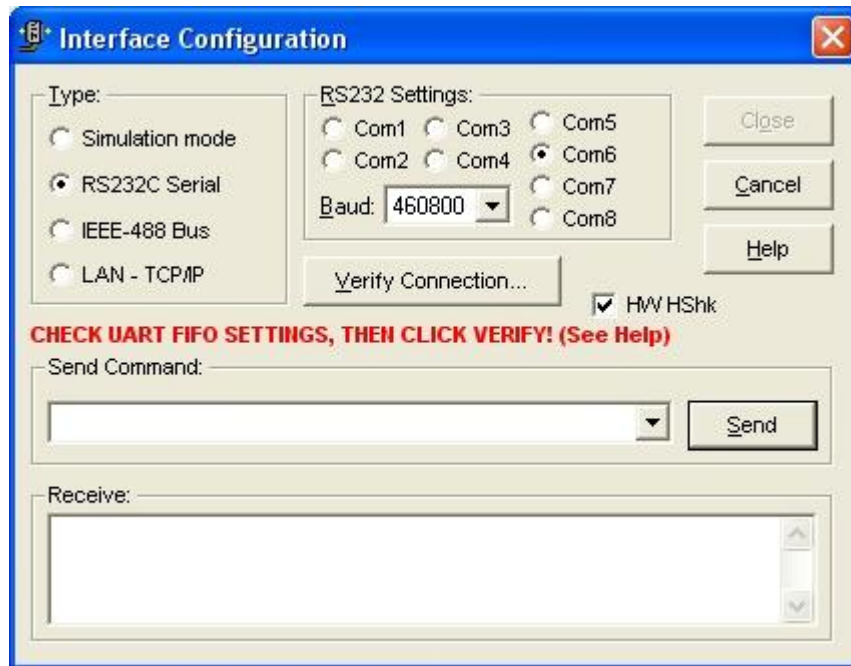 Interface Configuration
Type:
Simulation mode
RS232C Serial
IEEE-488 Bus
LAN - TCP/IP
RS232 Settings:
Com1 Com3 Com5
Com2 Com4 Com6
Com7
Baud: 460800
Com8
Close
Cancel
Help
Verify Connection...
HW HShk
CHECK UART FIFO SETTINGS, THEN CLICK VERIFY! (See Help)
Send Command:
Send
Receive: